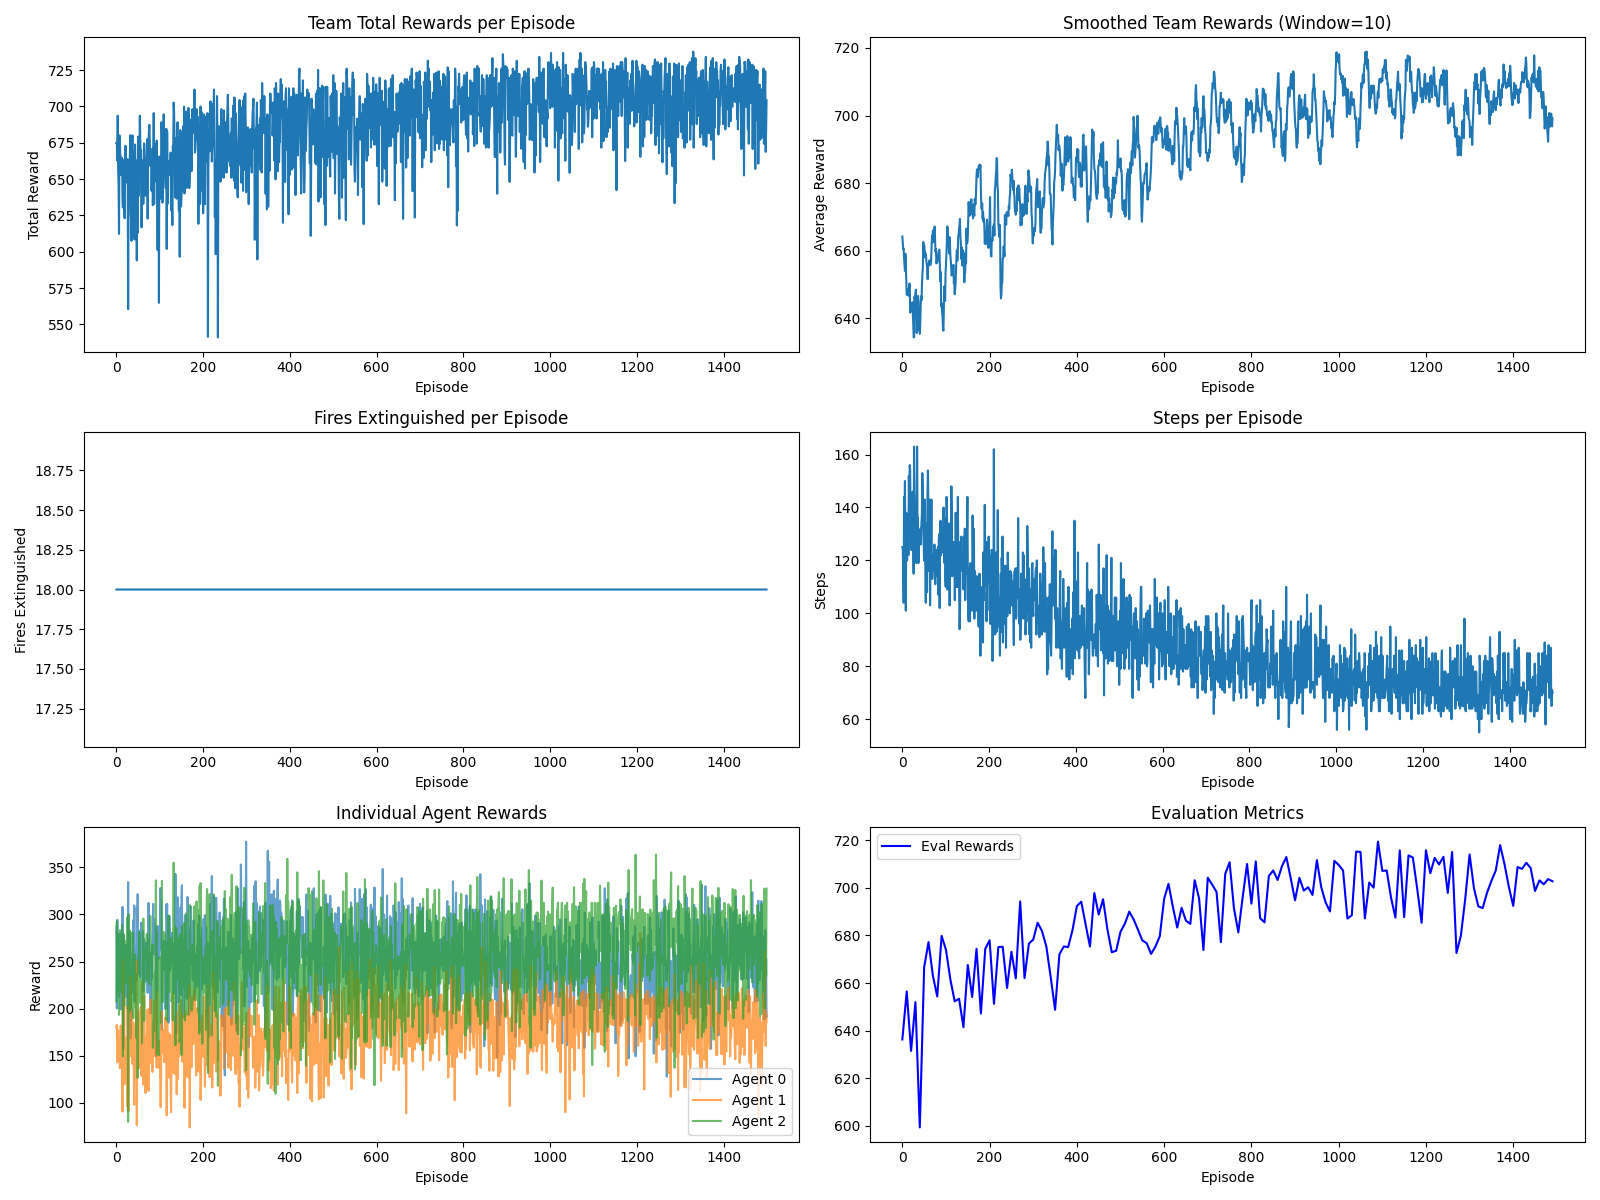 Team Total Rewards per Episode
Total Reward
725
700
675
650
625
600
575
550
0 200 400 600 800 1000 1200 1400
Episode
Smoothed Team Rewards (Window=10)
Average Reward
720
700
680
660
640
0 200 400 600 800 1000 1200 1400
Episode
Fires Extinguished per Episode
Fires Extinguished
18.75
18.50
18.25
18.00
17.75
17.50
17.25
0 200 400 600 800 1000 1200 1400
Episode
Steps per Episode
Steps
160
140
120
100
80
60
0 200 400 600 800 1000 1200 1400
Episode
Individual Agent Rewards
Reward
350
300
250
200
150
100
Agent 0
Agent 1
Agent 2
0 200 400 600 800 1000 1200 1400
Episode
Evaluation Metrics
Eval Rewards
720
700
680
660
640
620
600
0 200 400 600 800 1000 1200 1400
Episode